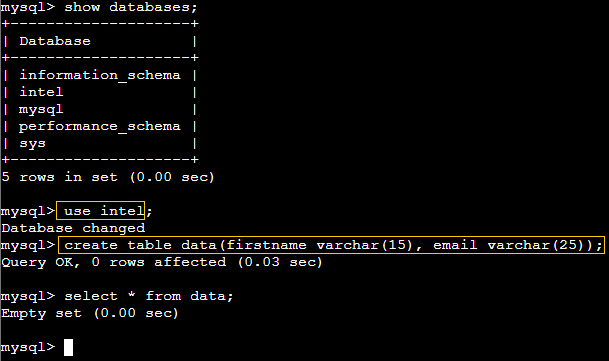 mysql> show databases;
+--------------------+
| Database           |
+--------------------+
| information_schema |
| intel              |
| mysql              |
| performance_schema |
| sys                |
+--------------------+
5 rows in set (0.00 sec)

mysql> use intel;
Database changed
mysql> create table data(firstname varchar(15), email varchar(25));
Query OK, 0 rows affected (0.03 sec)

mysql> select * from data;
Empty set (0.00 sec)

mysql>